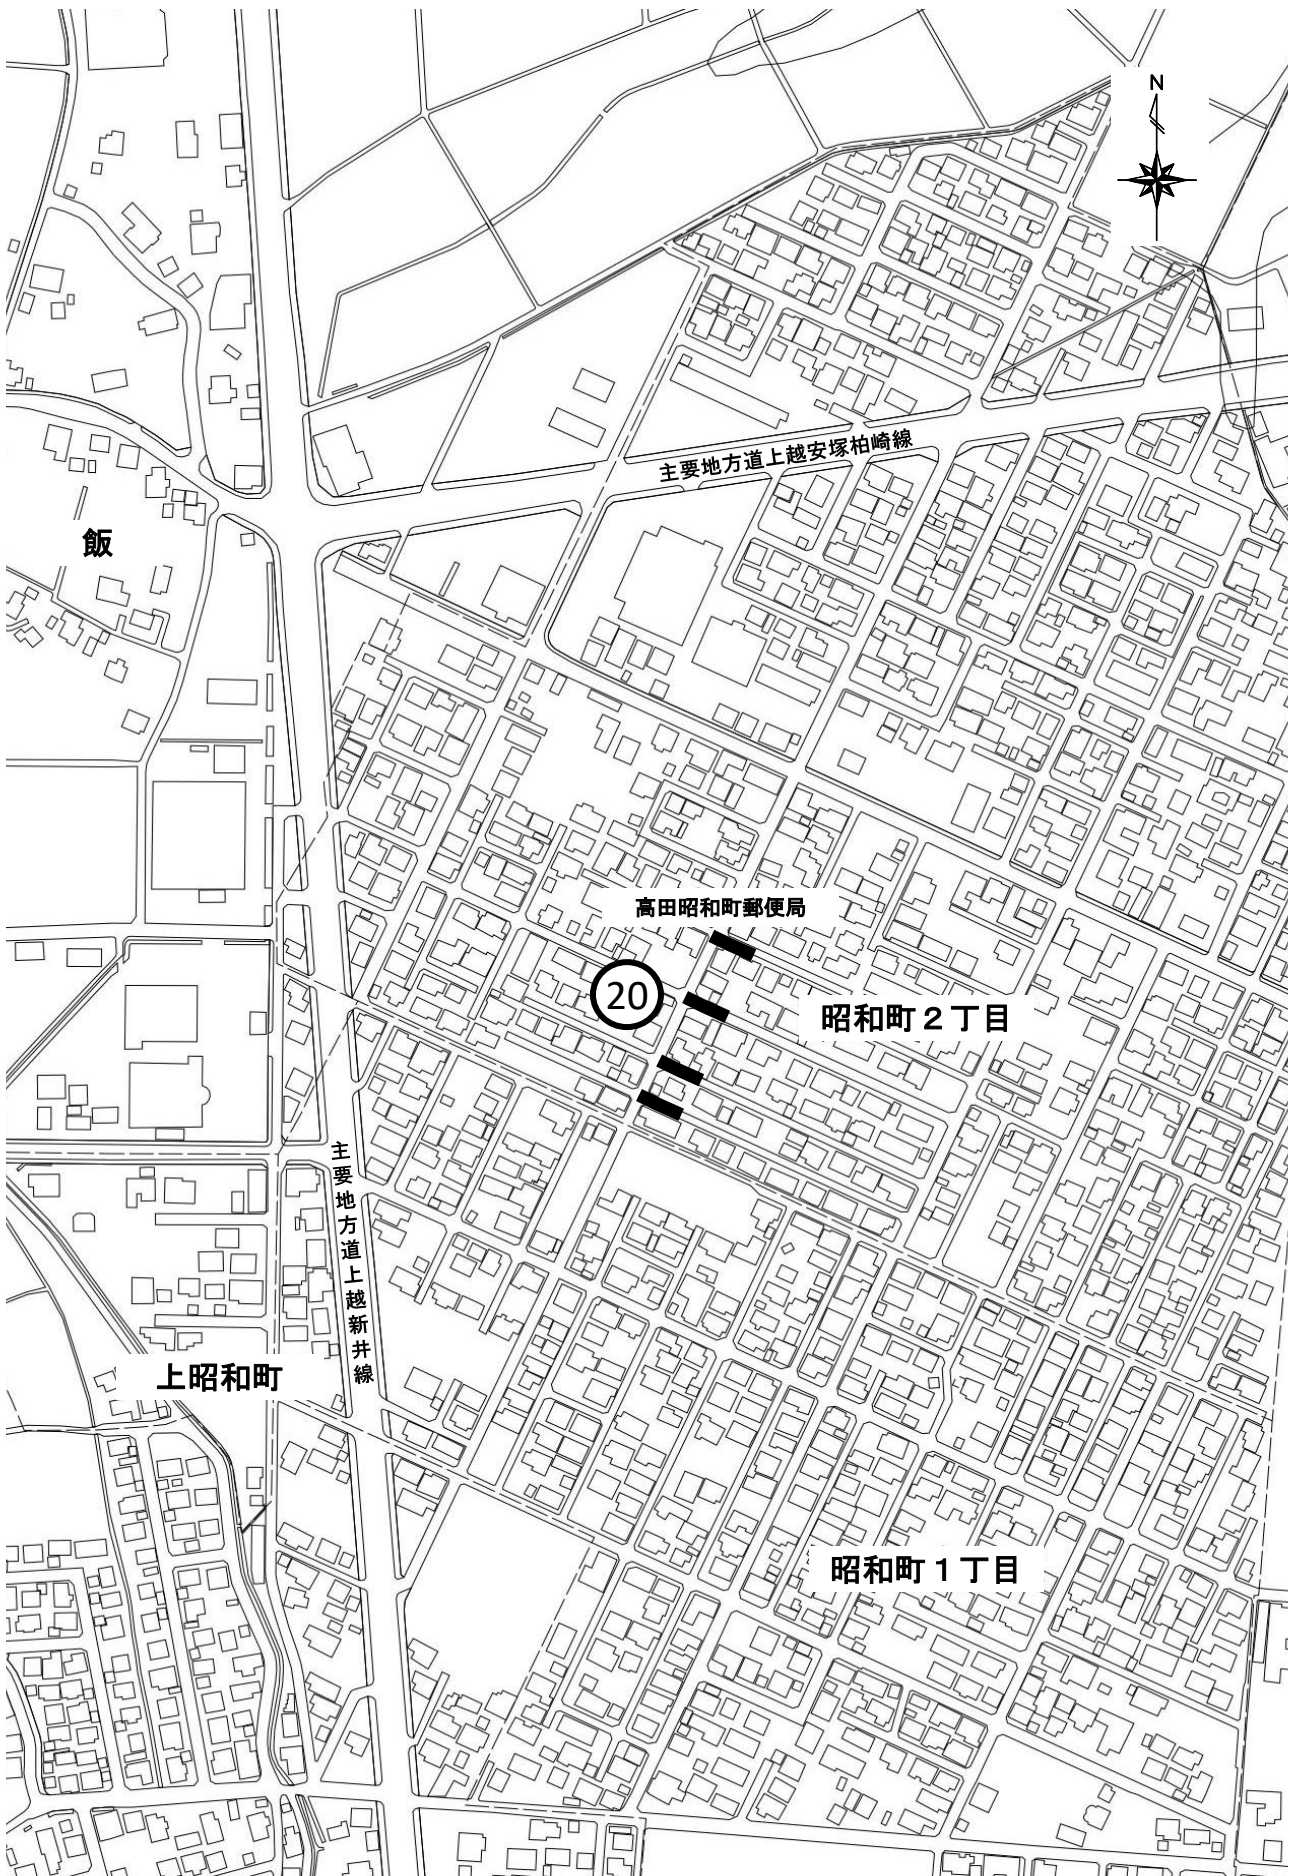 N
主要地方道上越安塚柏崎線
飯
高田昭和町郵便局
20
昭和町２丁目
主要地方道上越新井線
上昭和町
昭和町１丁目